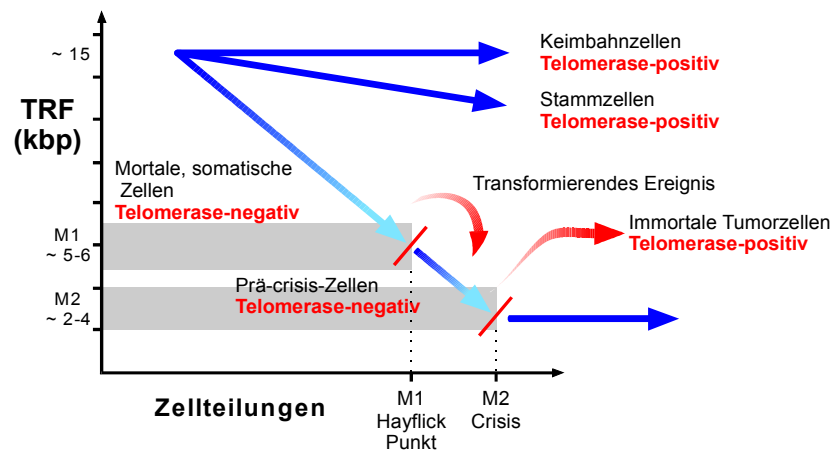 ~ 15
TRF
(kbp)
Keimbahnzellen
Telomerase-positiv
Stammzellen
Telomerase-positiv
Mortale, somatische
Zellen
Telomerase-negativ
Transformierendes Ereignis
Immortale Tumorzellen
Telomerase-positiv
M1
~ 5-6
Prä-crisis-Zellen
Telomerase-negativ
M2
~ 2-4
Zellteilungen
M1
Hayflick
Punkt
M2
Crisis